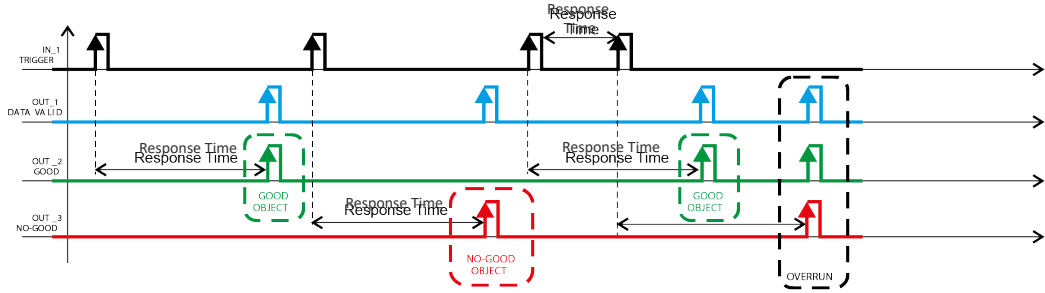 Response
Response
Time
Time
IN_1
TRIGGER
OUT_1
DATA VALID
Response Time
Response Time
Response Time
Response Time
OUT_2
GOOD
GOOD
OBJECT
GOOD
OBJECT
Response Time
Response Time
OUT_3
NO-GOOD
NO-GOOD
OBJECT
OVERRUN